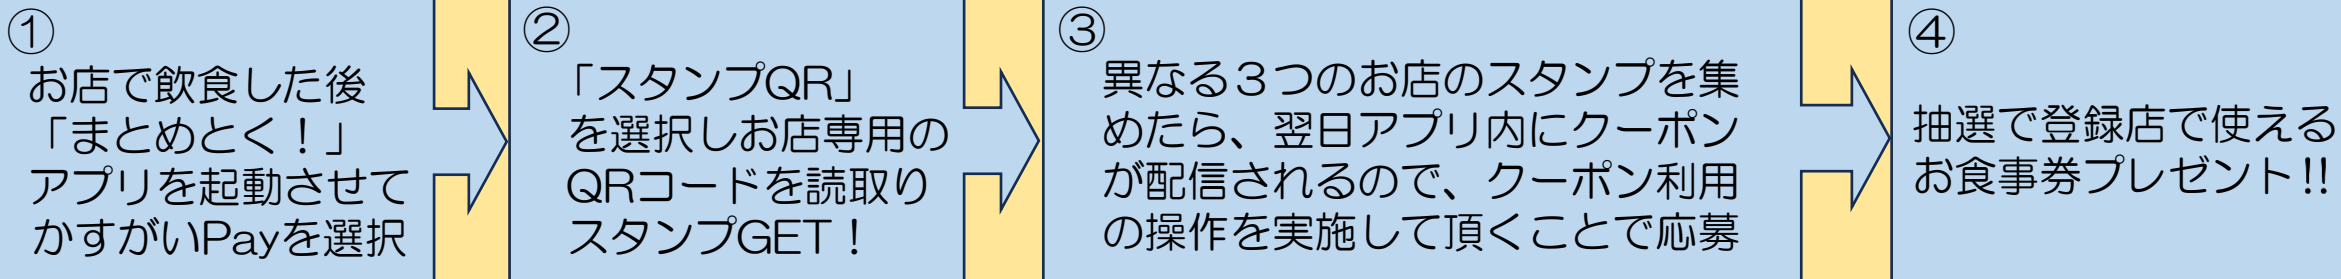 ①
お店で飲食した後
「まとめとく！」
アプリを起動させて
かすがいPayを選択
②
「スタンプQR」
を選択しお店専用の
QRコードを読取り
スタンプGET！
③
異なる３つのお店のスタンプを集
めたら、翌日アプリ内にクーポン
が配信されるので、クーポン利用
の操作を実施して頂くことで応募
④
抽選で登録店で使える
お食事券プレゼント!!